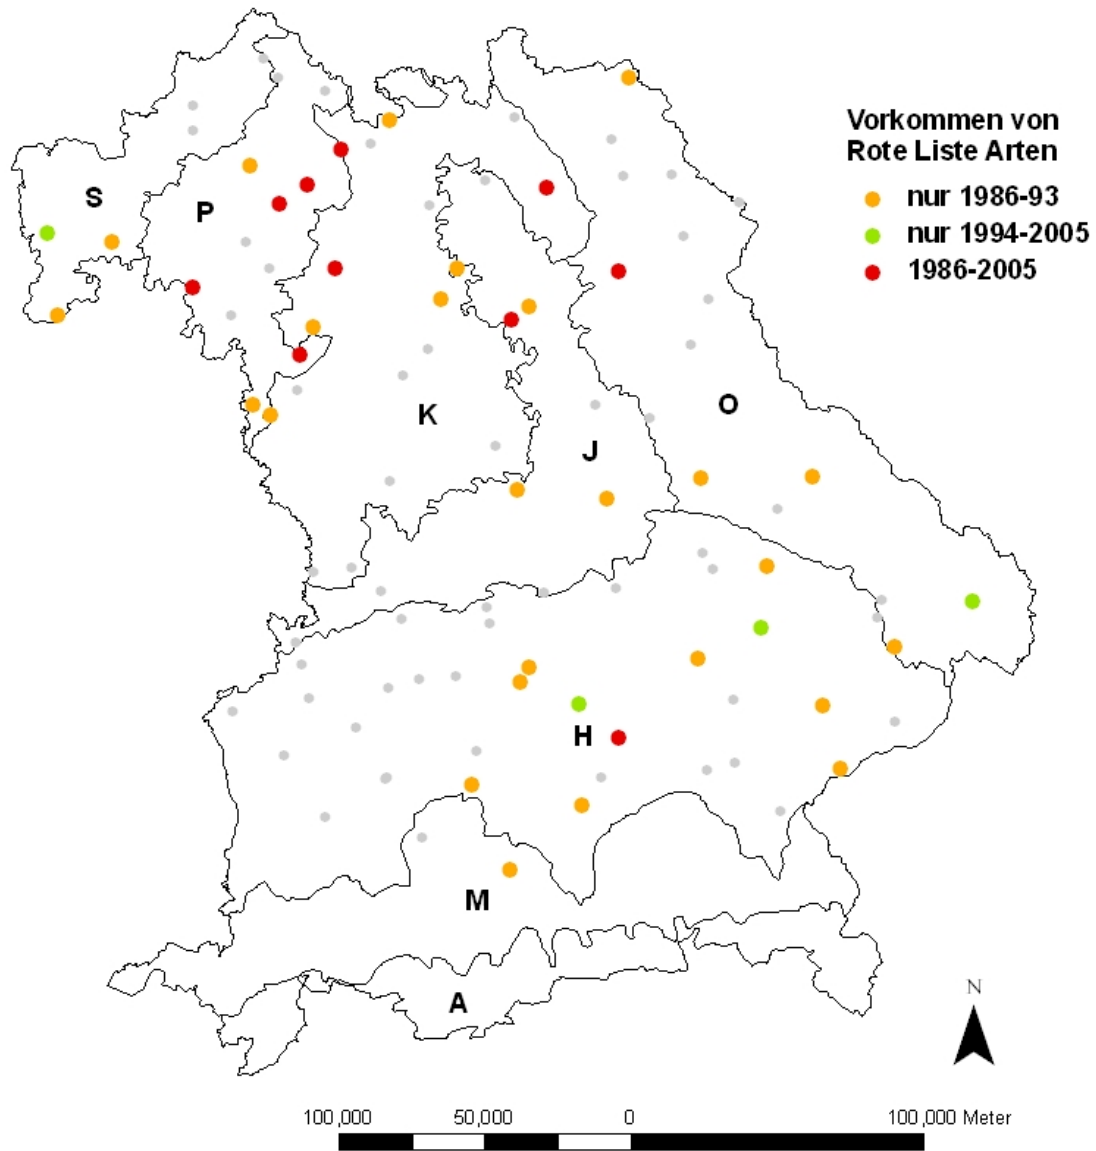 Vorkommen von
Rote Liste Arten
nur 1986-93
nur 1994-2005
1986-2005
S
P
K
O
J
H
M
A
N
100,000 50,000 0 100,000 Meter